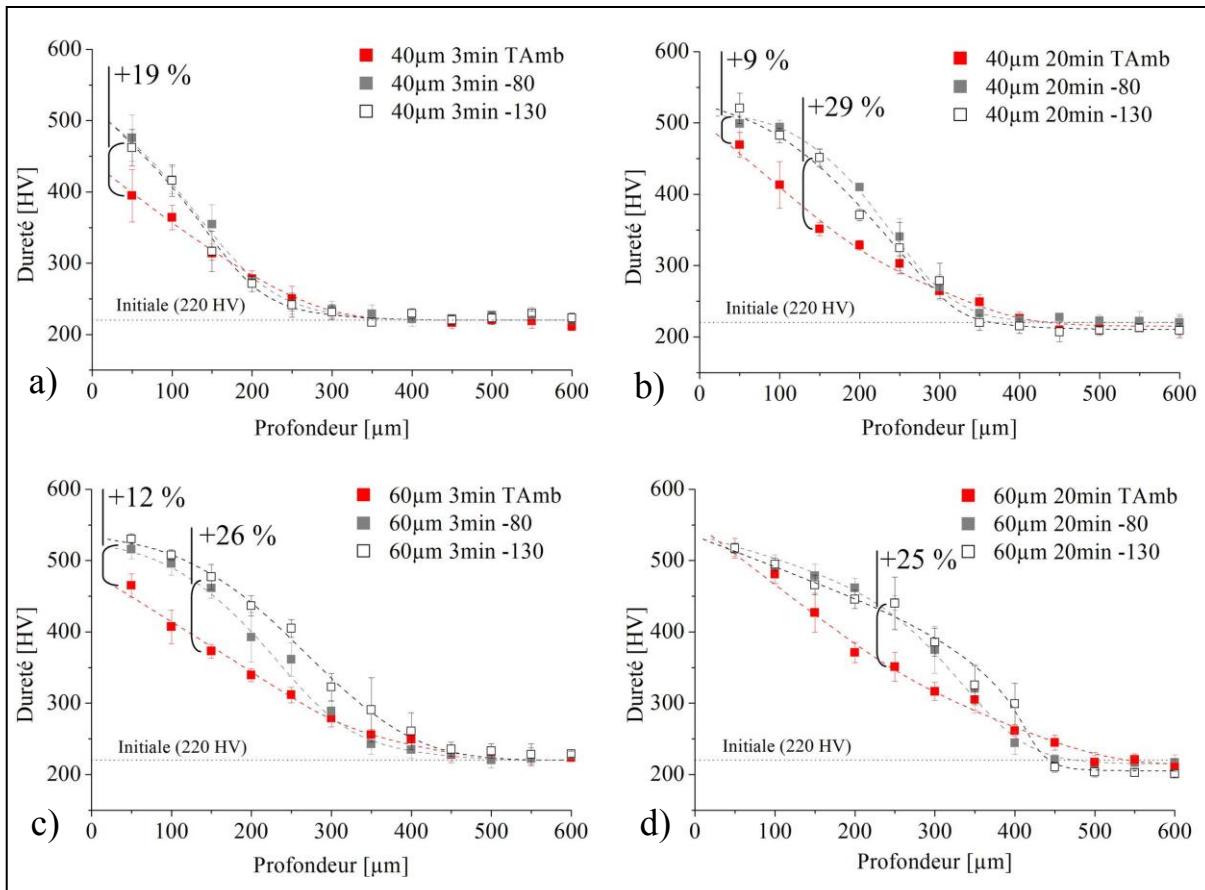 600
500
400
300
200
Dureté [HV]
+19 %
40µm 3min TAmb
40µm 3min -80
40µm 3min -130
Initiale (220 HV)
0 100 200 300 400 500 600
Profondeur [µm]
a)
600
500
400
300
200
Dureté [HV]
+9 %
+29 %
40µm 20min TAmb
40µm 20min -80
40µm 20min -130
Initiale (220 HV)
0 100 200 300 400 500 600
Profondeur [µm]
b)
600
500
400
300
200
Dureté [HV]
+12 %
+26 %
60µm 3min TAmb
60µm 3min -80
60µm 3min -130
Initiale (220 HV)
0 100 200 300 400 500 600
Profondeur [µm]
c)
600
500
400
300
200
Dureté [HV]
+25 %
60µm 20min TAmb
60µm 20min -80
60µm 20min -130
Initiale (220 HV)
0 100 200 300 400 500 600
Profondeur [µm]
d)